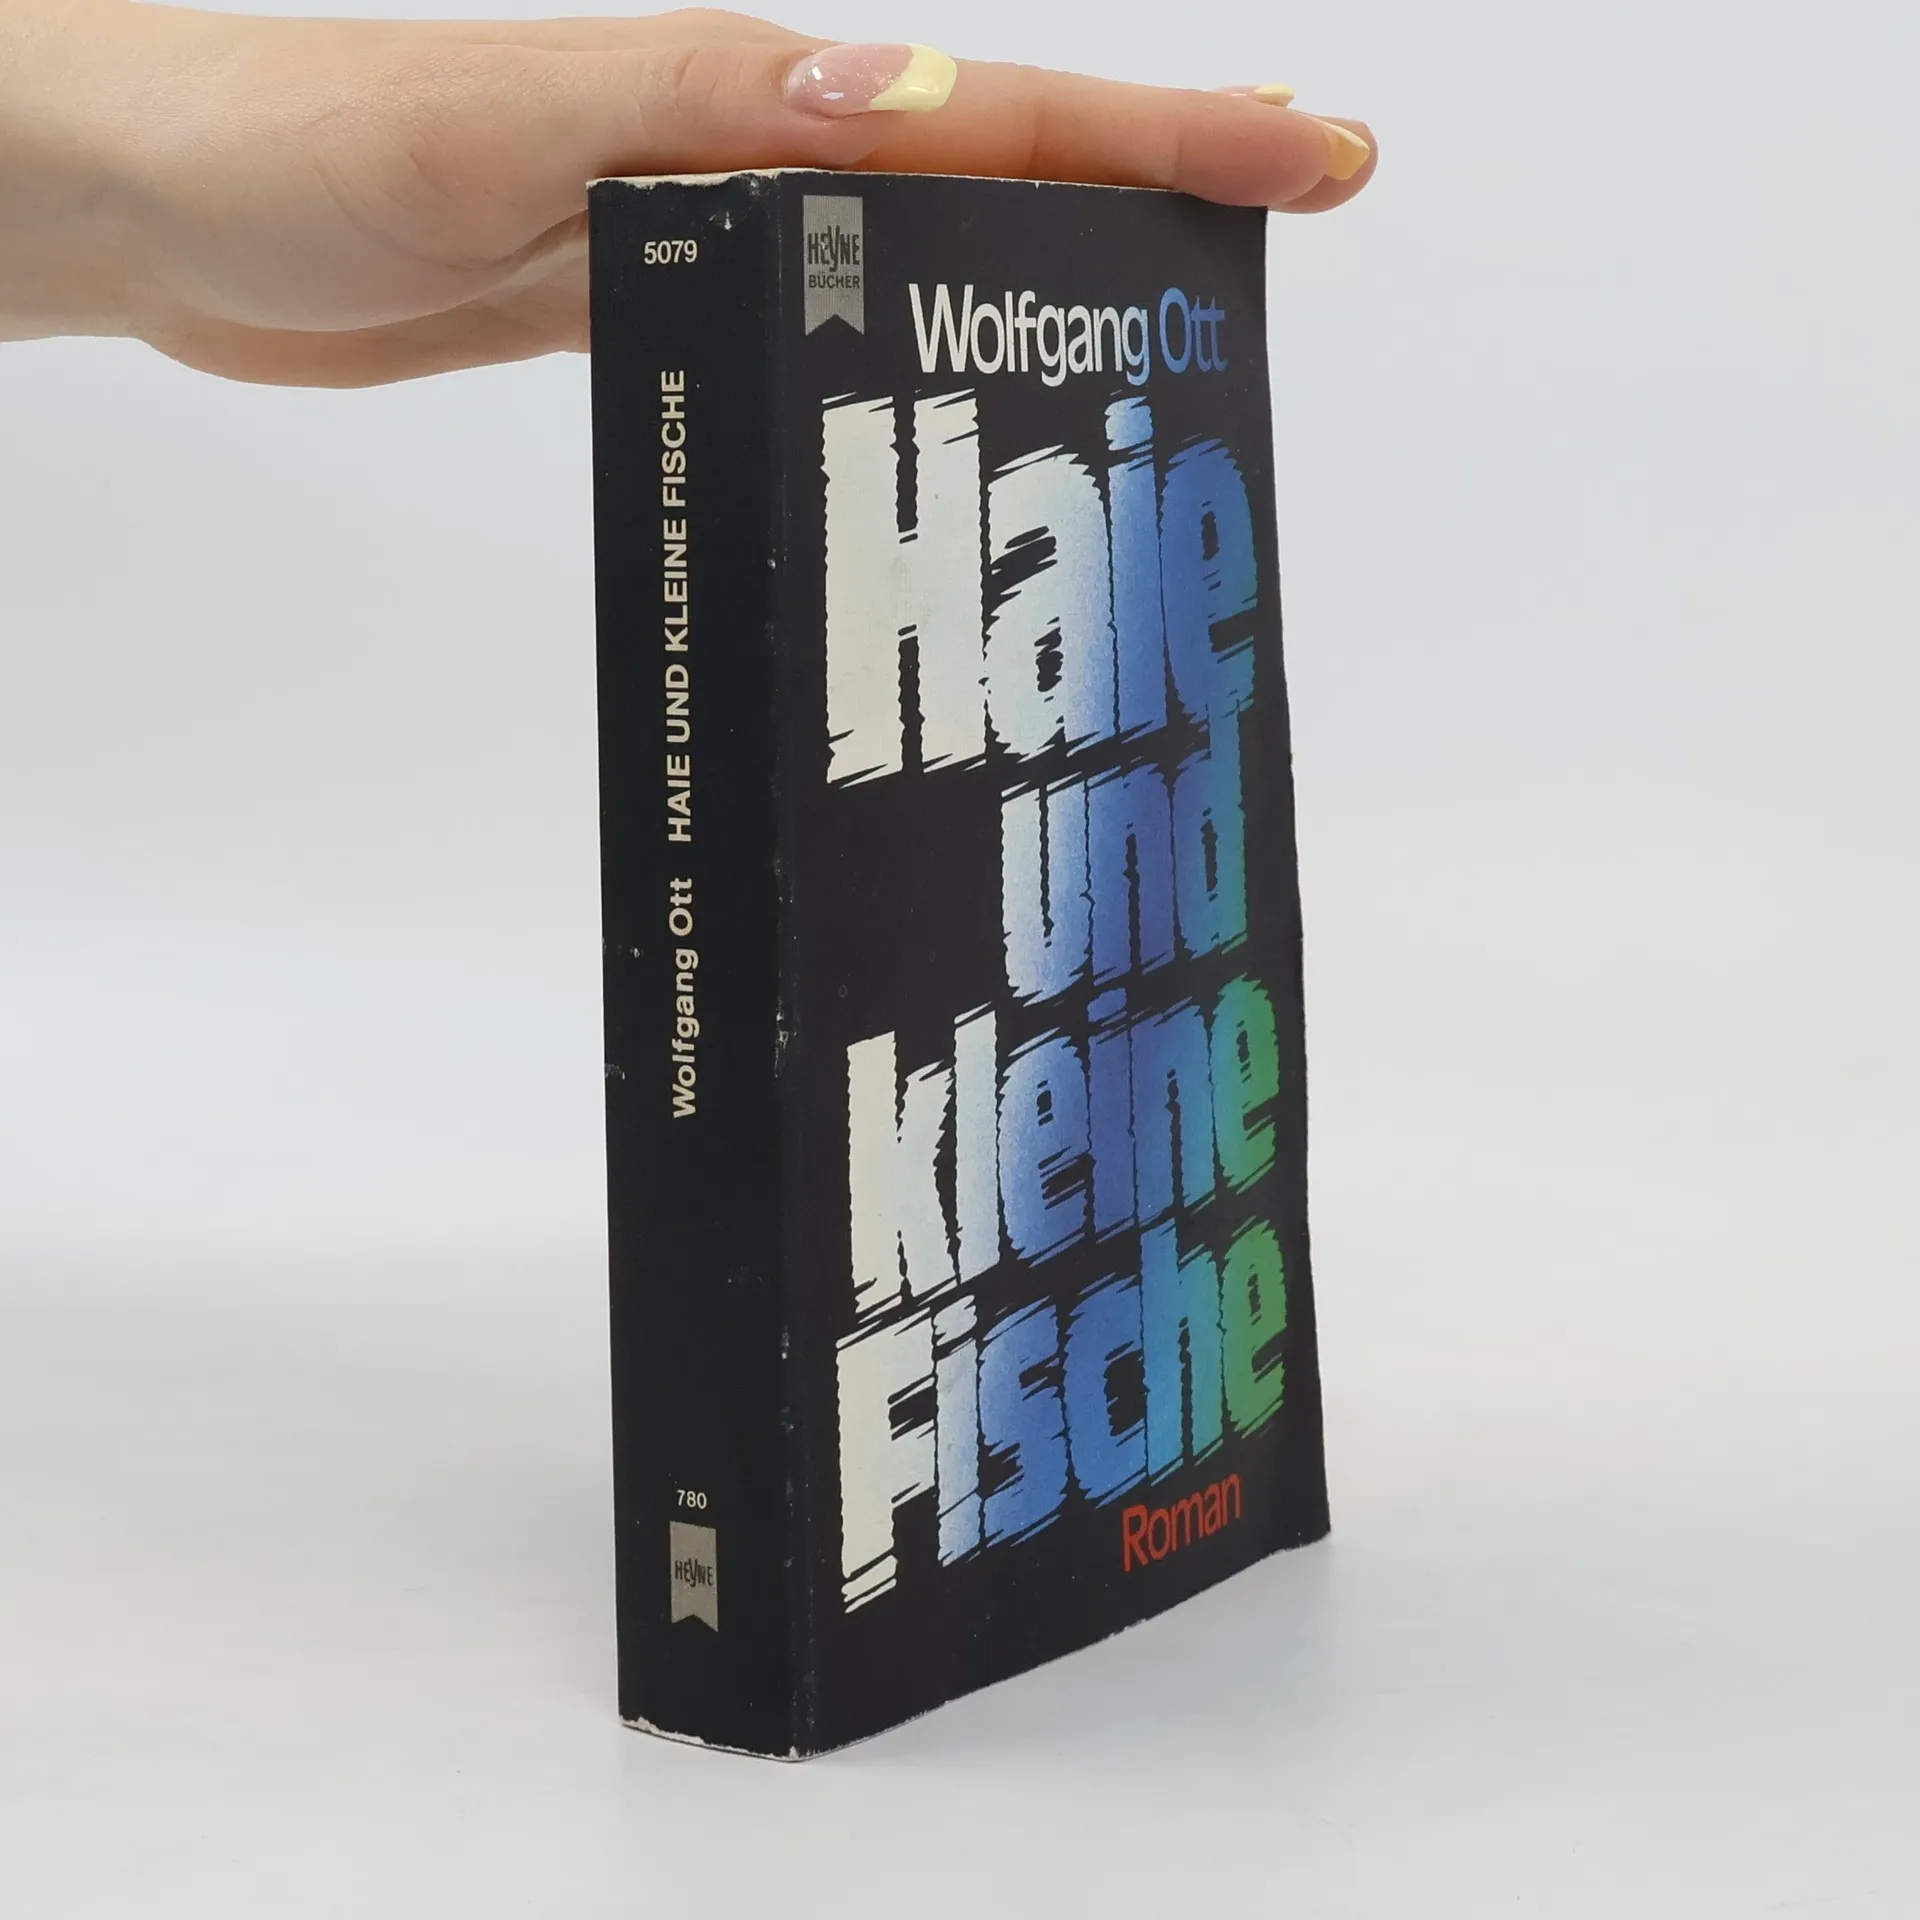 5079
Wolfgang Ott HAIE UND KLEINE FISCHE
780
HEYNE
HEYNE
BÜCHER
Wolfgang Ott
Haie
und
kleine
Fische
Roman